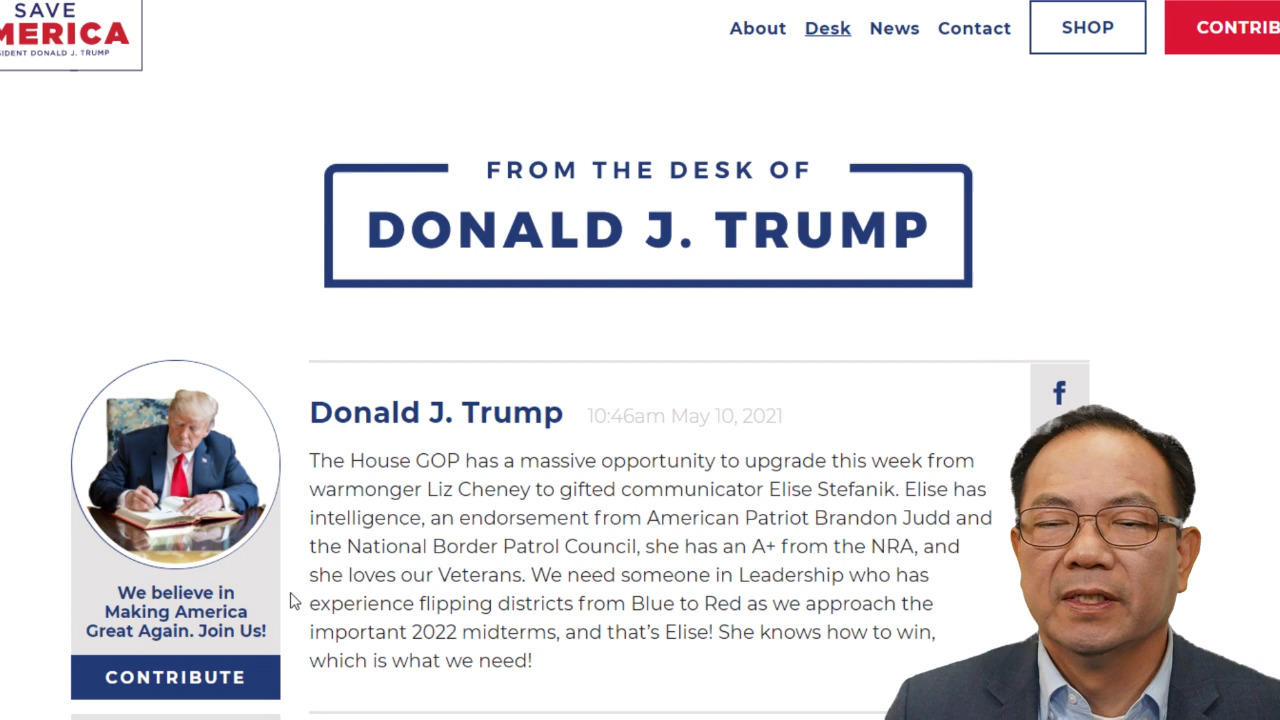 SAVE
MERICA
SIDENT DONALD J. TRUMP
About Desk News Contact SHOP CONTRIB
FROM THE DESK OF
DONALD J. TRUMP
Donald J. Trump 10:46am May 10, 2021
The House GOP has a massive opportunity to upgrade this week from
warmonger Liz Cheney to gifted communicator Elise Stefanik. Elise has
intelligence, an endorsement from American Patriot Brandon Judd and
the National Border Patrol Council, she has an A+ from the NRA, and
she loves our Veterans. We need someone in Leadership who has
experience flipping districts from Blue to Red as we approach the
important 2022 midterms, and that's Elise! She knows how to win,
which is what we need!
We believe in
Making America
Great Again. Join Us!
CONTRIBUTE